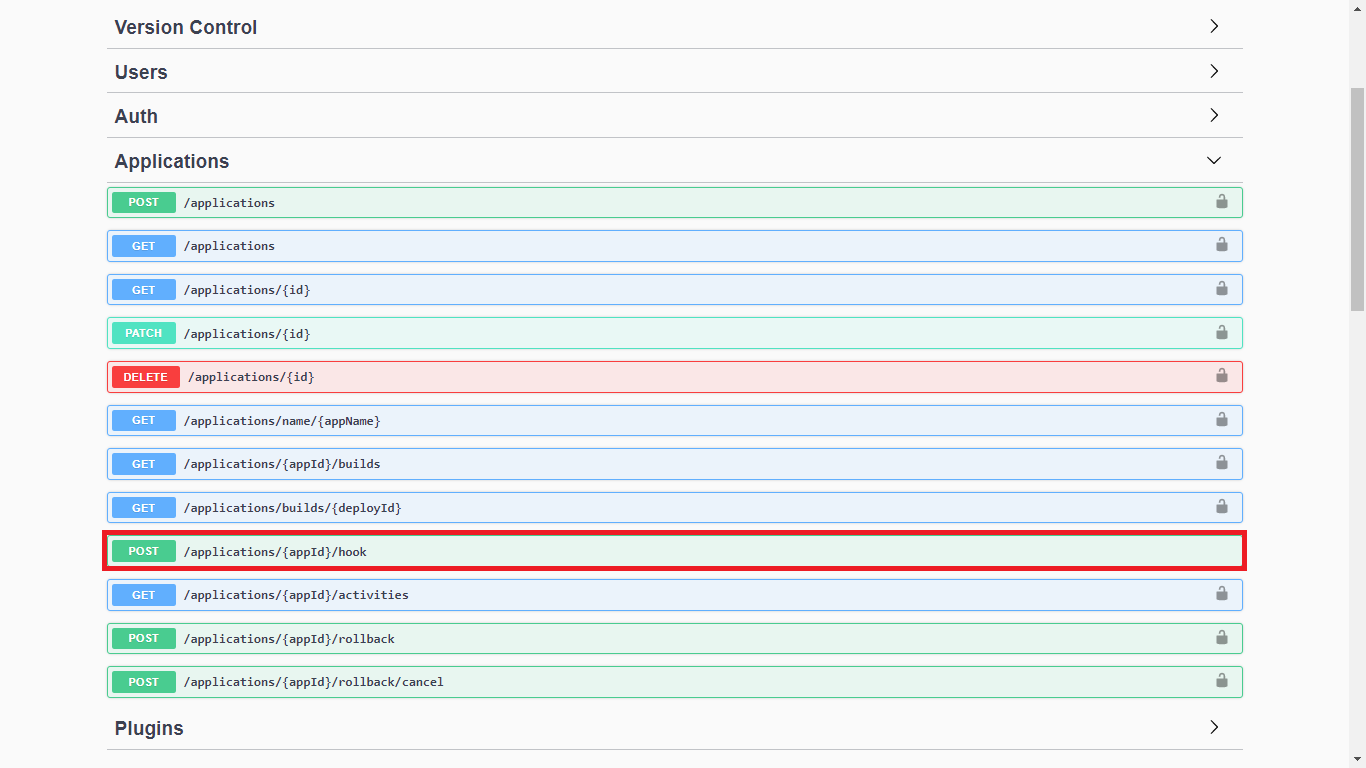 Version Control
Users
Auth
Applications
POST /applications
GET /applications
GET /applications/{id}
PATCH /applications/{id}
DELETE /applications/{id}
GET /applications/name/{appName}
GET /applications/{appId}/builds
GET /applications/builds/{deployId}
POST /applications/{appId}/hook
GET /applications/{appId}/activities
POST /applications/{appId}/rollback
POST /applications/{appId}/rollback/cancel
Plugins